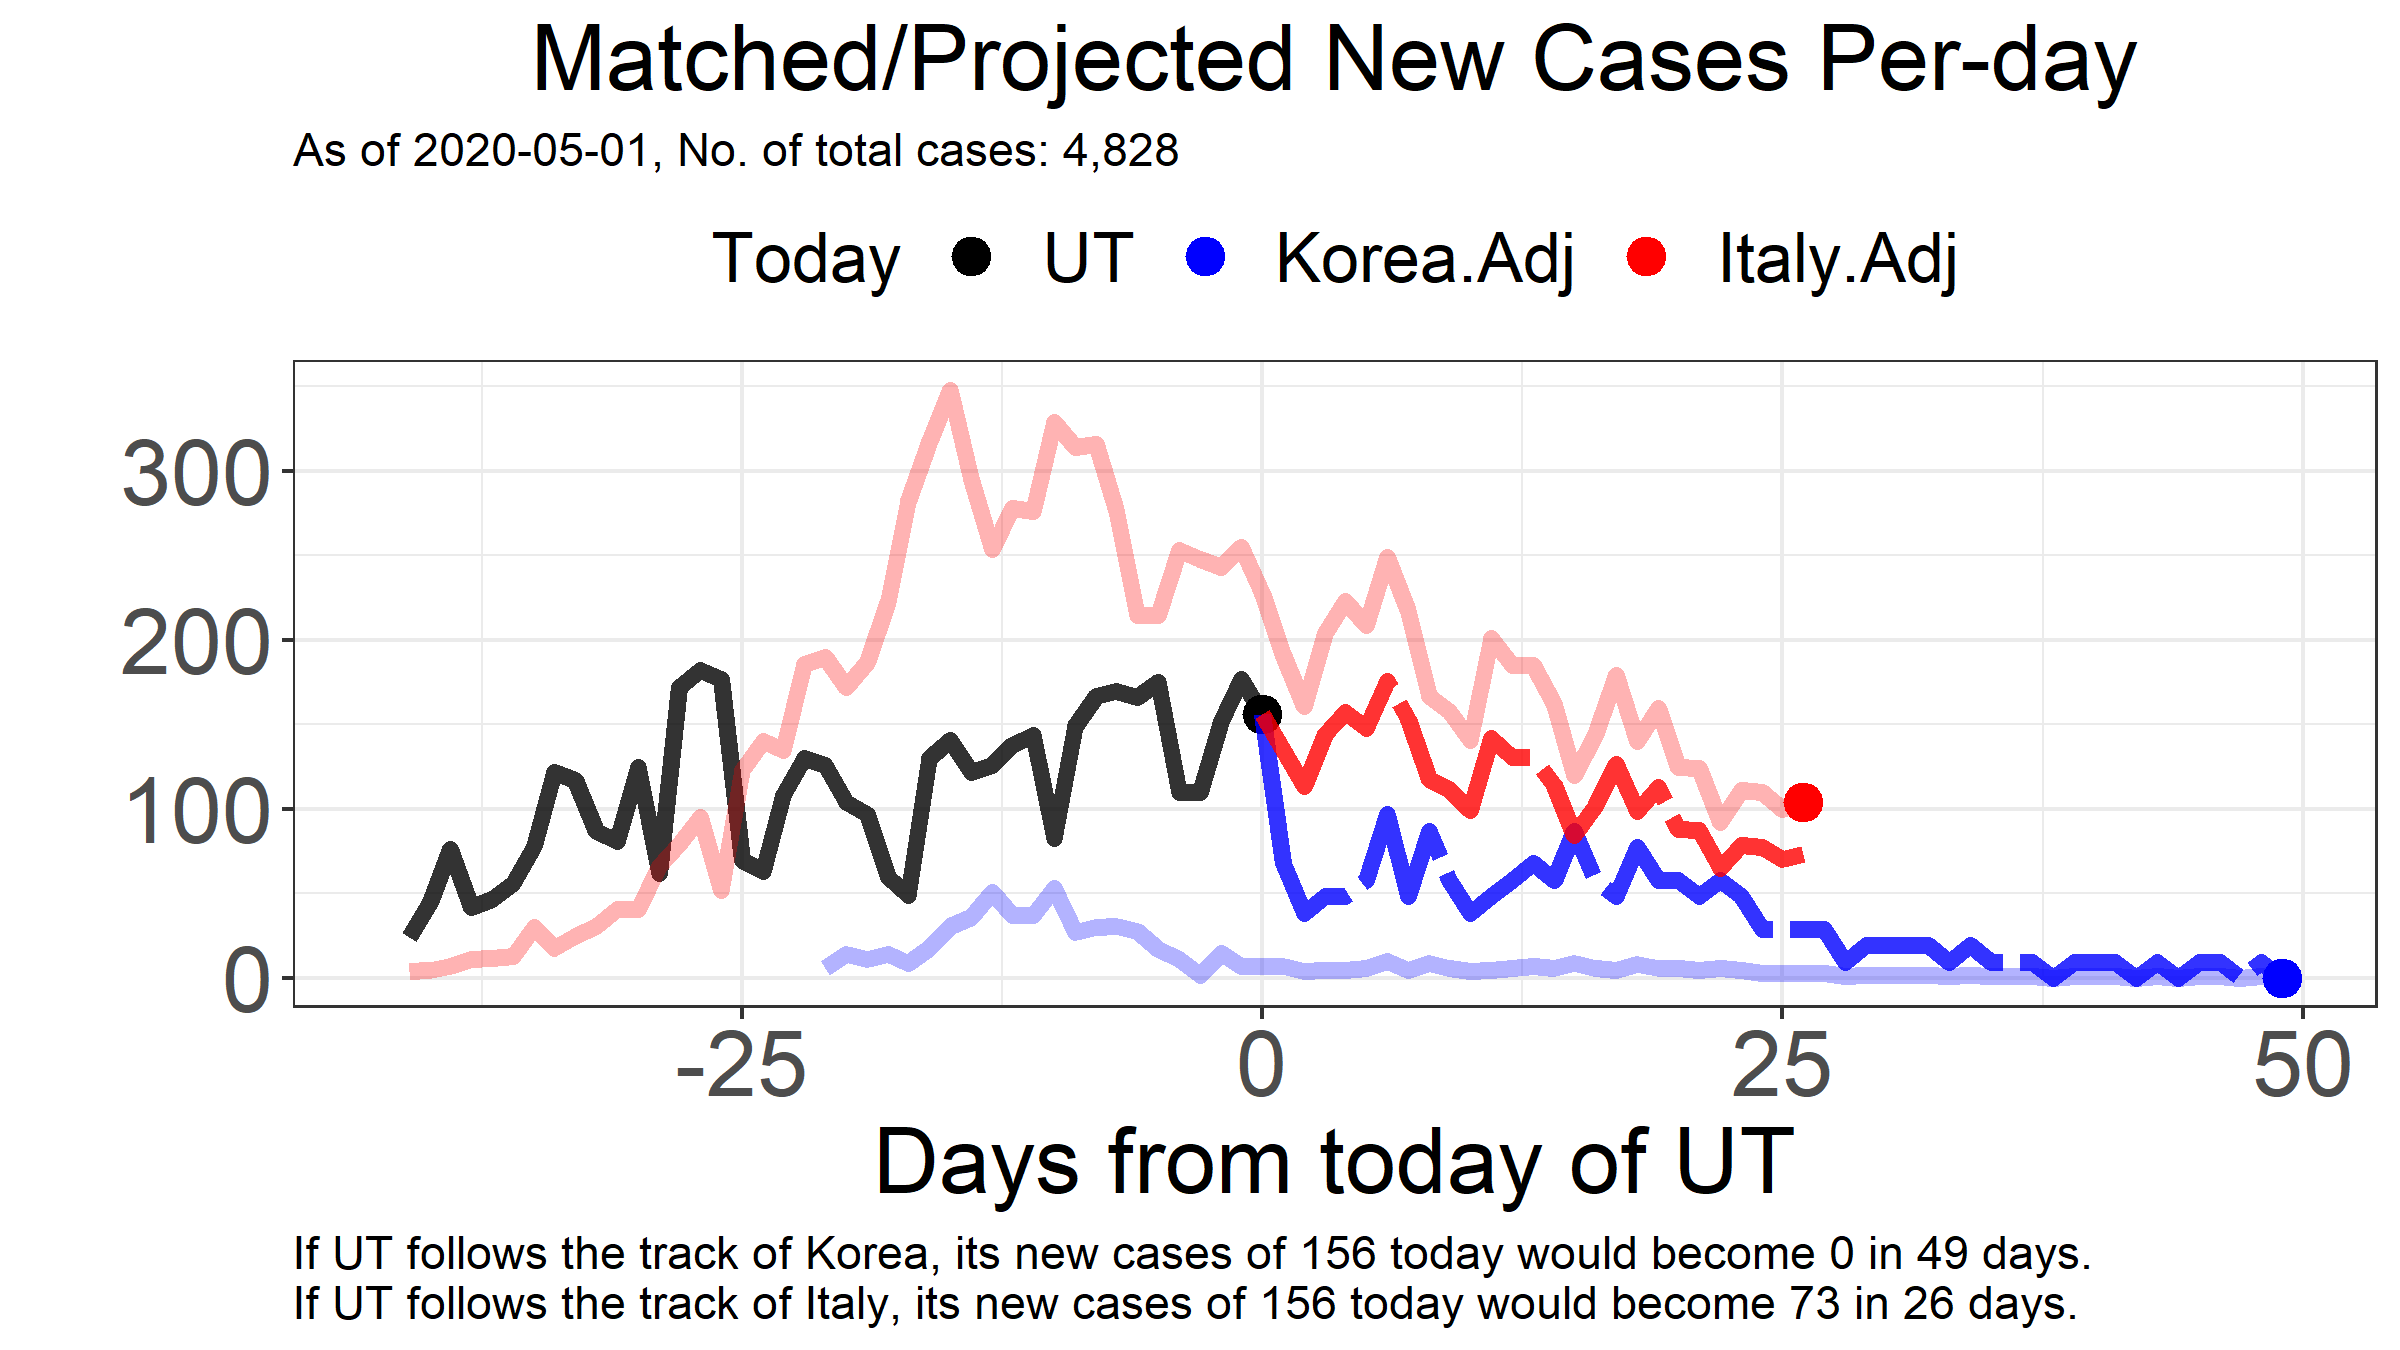 Matched/Projected New Cases Per-day
As of 2020-05-01, No. of total cases: 4,828
Today UT Korea.Adj Italy.Adj
300
200
100
0
-25 0 25 50
Days from today of UT
If UT follows the track of Korea, its new cases of 156 today would become 0 in 49 days.
If UT follows the track of Italy, its new cases of 156 today would become 73 in 26 days.